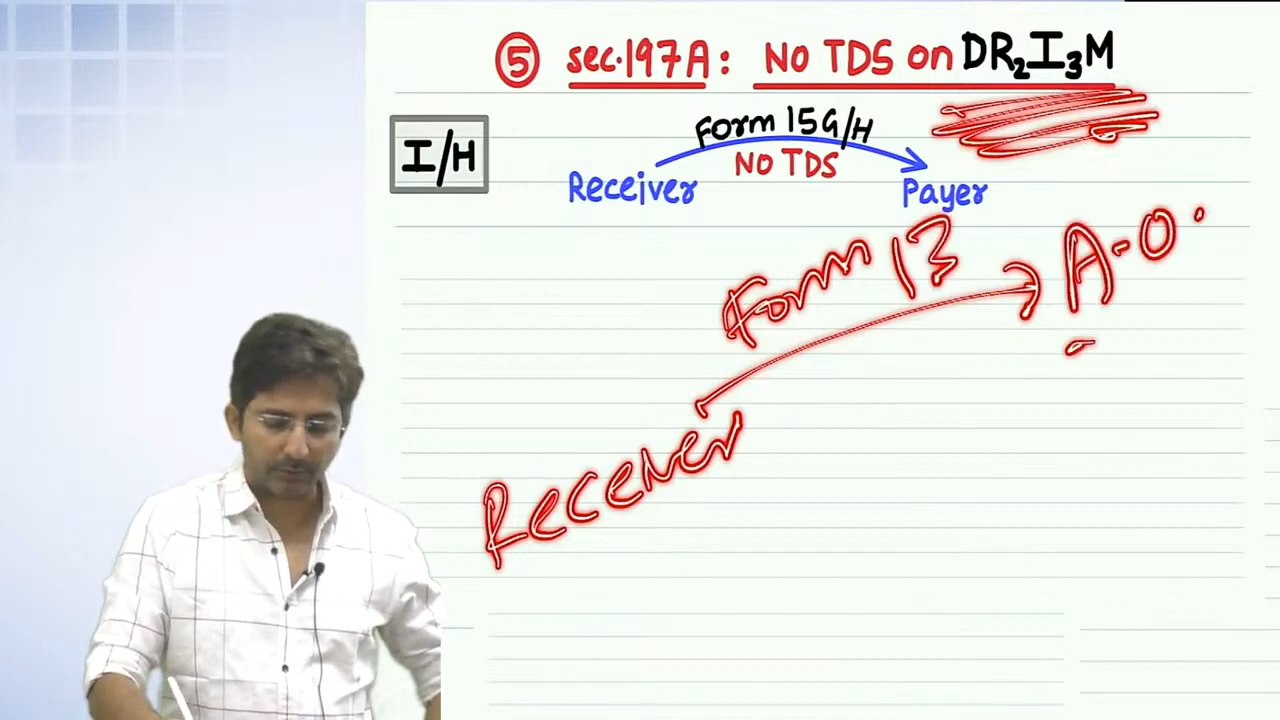 ⑤ sec.197A: NO TDS on DR₂I₃M
I/H
Form 15G/H
NO TDS
Receiver Payer
Form 13 A.O.
Receiver